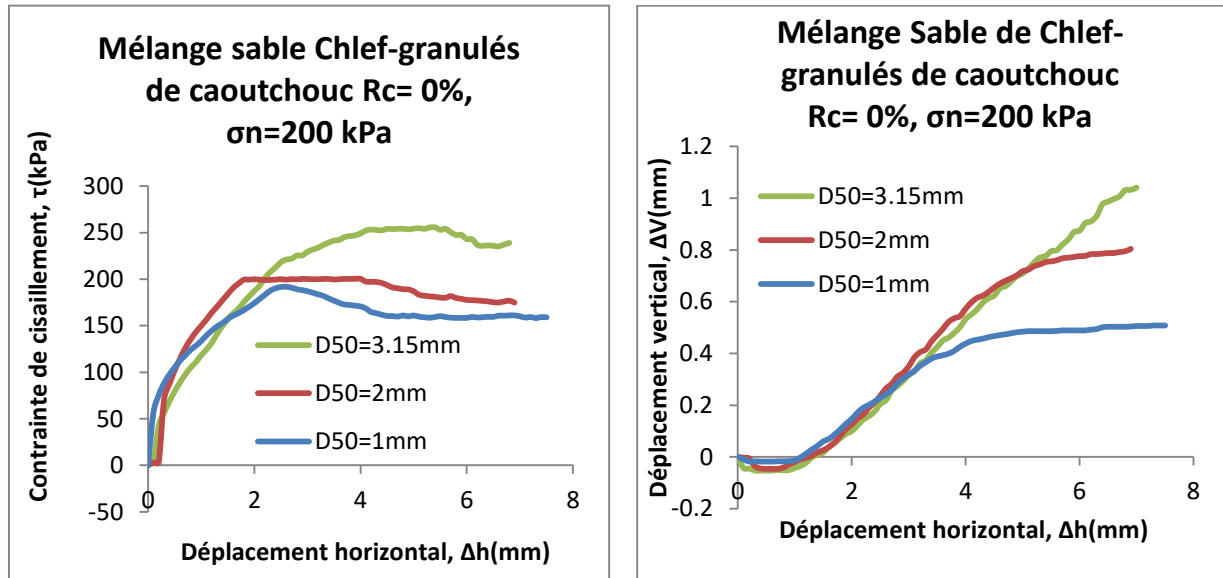 Mélange sable Chlef-granulés
de caoutchouc Rc= 0%,
σn=200 kPa
Contrainte de cisaillement, τ(kPa)
300
250
200
150
100
50
0
-50
0 2 4 6 8
D50=3.15mm
D50=2mm
D50=1mm
Déplacement horizontal, Δh(mm)
Mélange Sable de Chlef-
granulés de caoutchouc
Rc= 0%, σn=200 kPa
Déplacement vertical, ΔV(mm)
1.2
1
0.8
0.6
0.4
0.2
0
-0.2
0 2 4 6 8
D50=3.15mm
D50=2mm
D50=1mm
Déplacement horizontal, Δh(mm)